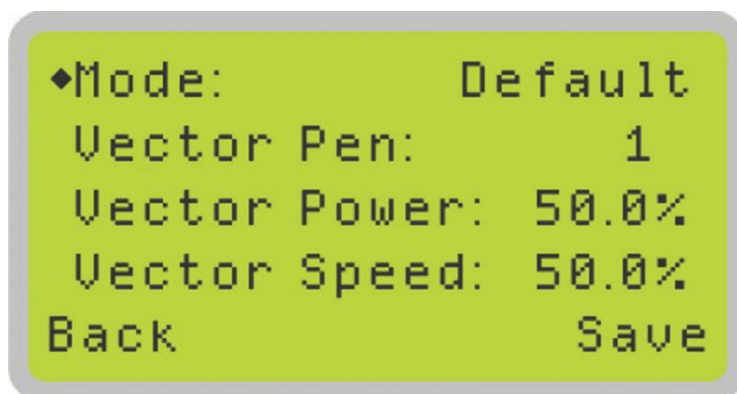 ◆Mode: Default
Vector Pen: 1
Vector Power: 50.0%
Vector Speed: 50.0%
Back Save